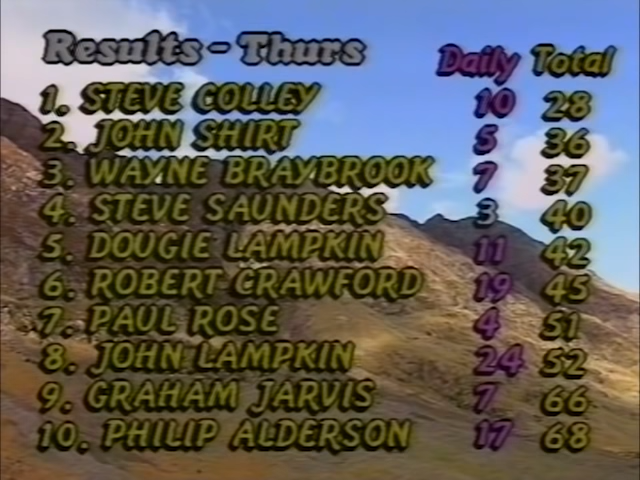 Results - Thurs Daily Total
1. STEVE COLLEY 10 28
2. JOHN SHIRT 5 36
3. WAYNE BRAYBROOK 7 37
4. STEVE SAUNDERS 3 40
5. DOUGIE LAMPKIN 11 42
6. ROBERT CRAWFORD 19 45
7. PAUL ROSE 4 51
8. JOHN LAMPKIN 24 52
9. GRAHAM JARVIS 7 66
10. PHILIP ALDERSON 17 68